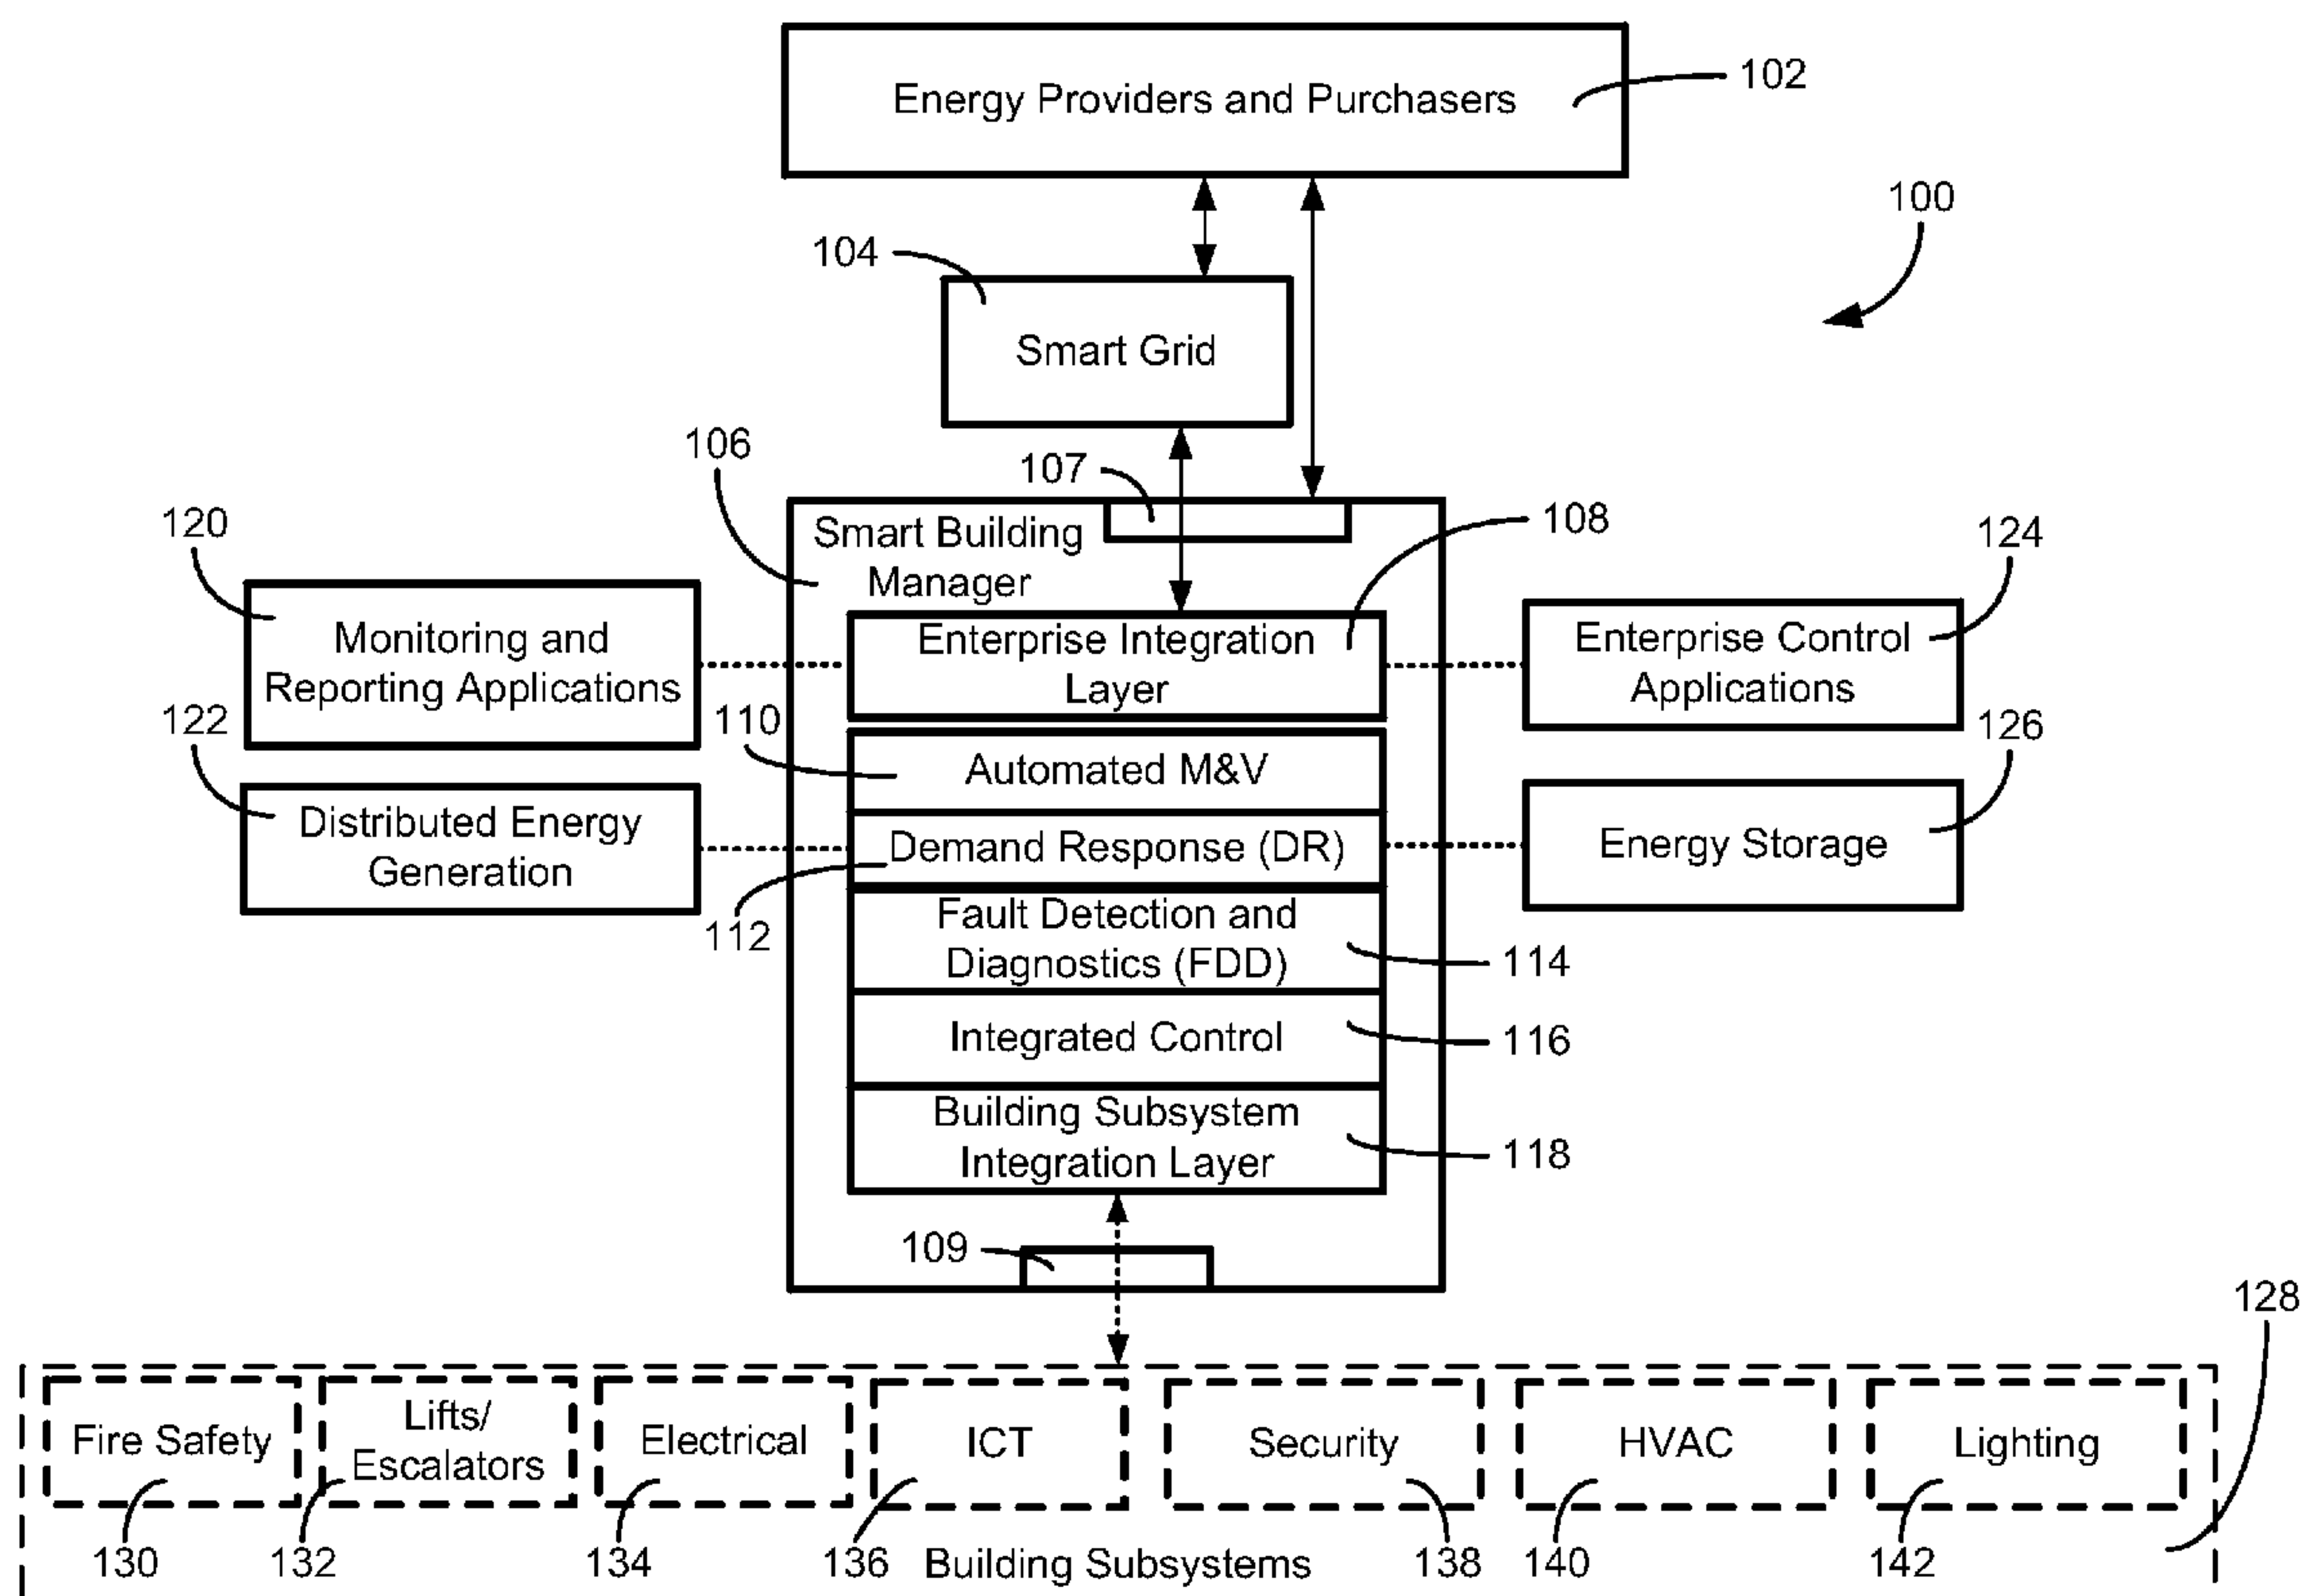 Energy Providers and Purchasers
102
100
104
Smart Grid
106
107
Smart Building
Manager
108
120
124
Monitoring and
Reporting Applications
Enterprise Integration
Layer
Enterprise Control
Applications
122
110
126
Automated M&V
Distributed Energy
Generation
Demand Response (DR)
Energy Storage
112
Fault Detection and
Diagnostics (FDD)
114
Integrated Control
116
Building Subsystem
Integration Layer
118
109
128
Fire Safety
Lifts/
Escalators
Electrical
ICT
Security
HVAC
Lighting
130
132
134
136
Building Subsystems
138
140
142